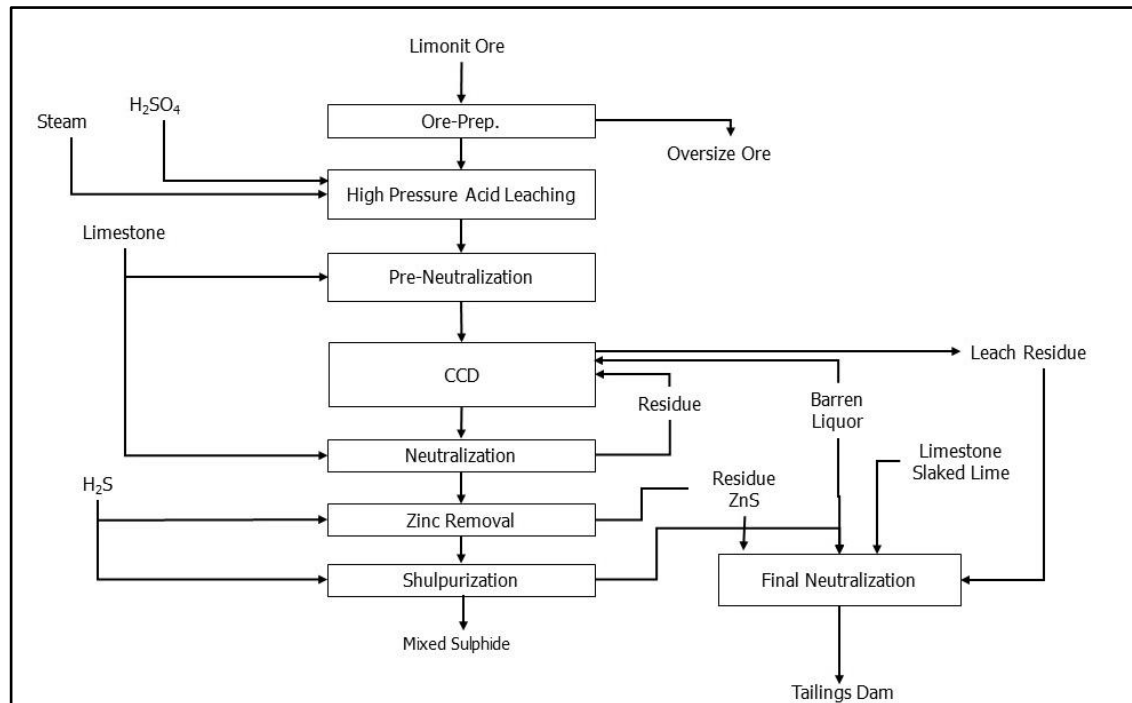 Limonit Ore
H₂SO₄
Steam
Ore-Prep.
Oversize Ore
High Pressure Acid Leaching
Limestone
Pre-Neutralization
CCD
Leach Residue
Residue
Barren
Liquor
Limestone
Slaked Lime
Neutralization
H₂S
Residue
ZnS
Zinc Removal
Shulpurization
Final Neutralization
Mixed Sulphide
Tailings Dam